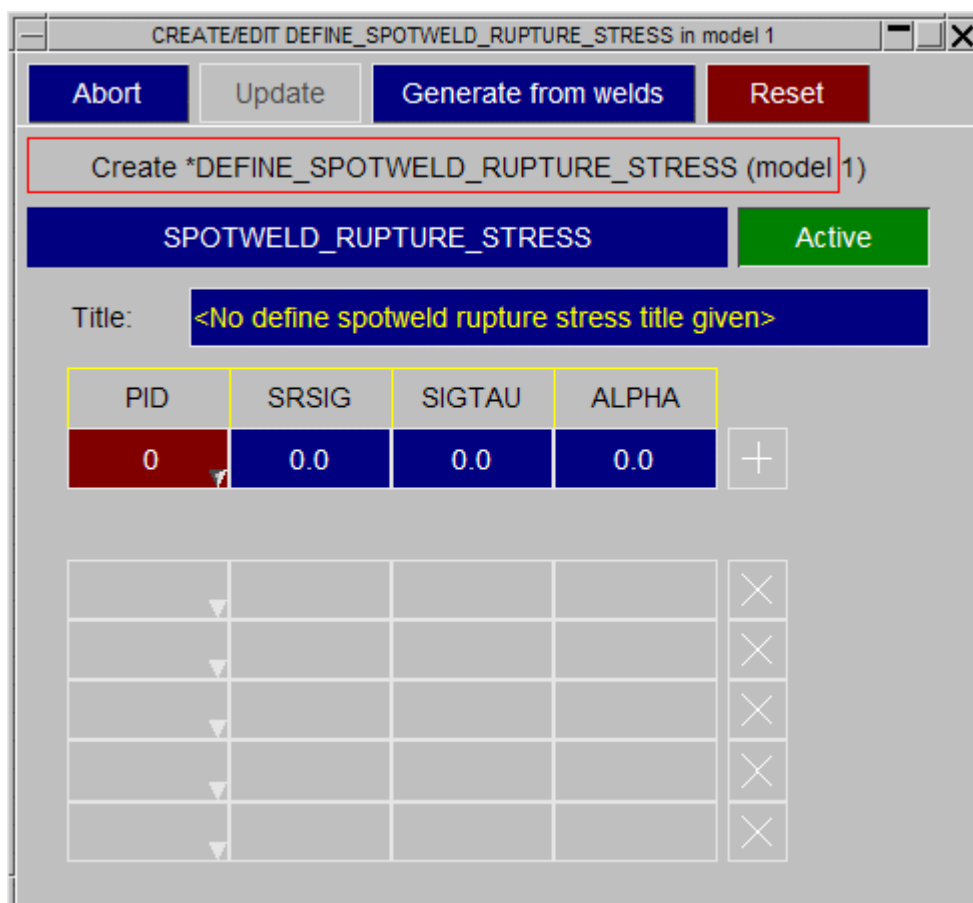 CREATE/EDIT DEFINE_SPOTWELD_RUPTURE_STRESS in model 1
Abort Update Generate from welds Reset
Create *DEFINE_SPOTWELD_RUPTURE_STRESS (model 1)
SPOTWELD_RUPTURE_STRESS Active
Title: <No define spotweld rupture stress title given>
PID SRSIG SIGTAU ALPHA
0 0.0 0.0 0.0